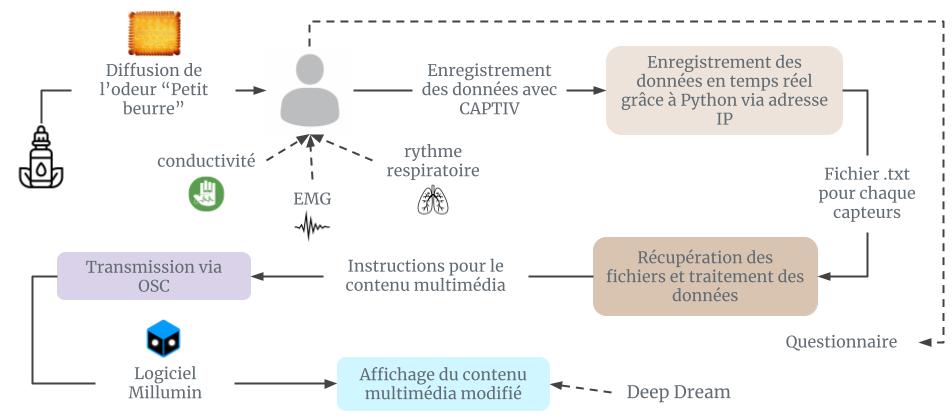 Diffusion de
l'odeur “Petit
beurre”
Enregistrement
des données avec
CAPTIV
Enregistrement des
données en temps réel
grâce à Python via adresse
IP
conductivité
EMG
rythme
respiratoire
Fichier .txt
pour chaque
capteurs
Récupération des
fichiers et traitement des
données
Instructions pour le
contenu multimédia
Transmission via
OSC
Questionnaire
Logiciel
Millumin
Affichage du contenu
multimédia modifié
Deep Dream